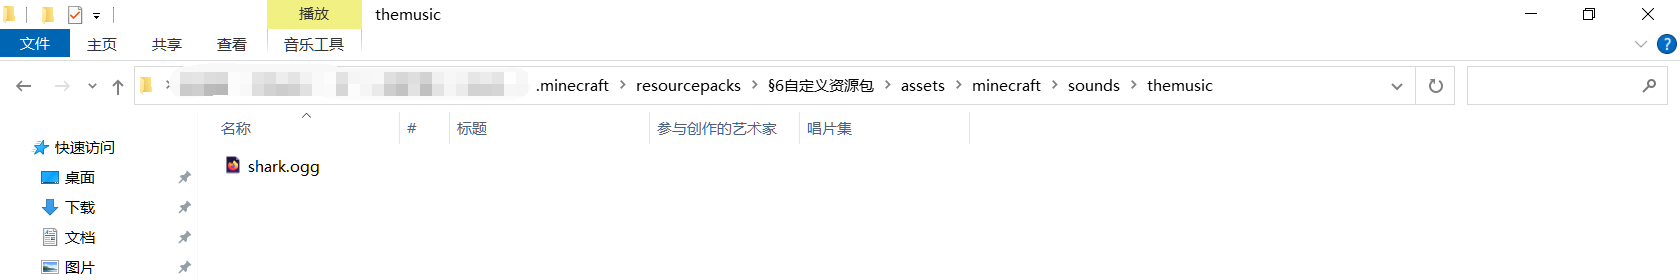 播放 themusic
文件 主页 共享 查看 音乐工具
.minecraft resourcepacks §6自定义资源包 assets minecraft sounds themusic
名称 # 标题 参与创作的艺术家 唱片集
快速访问
shark.ogg
桌面
下载
文档
图片